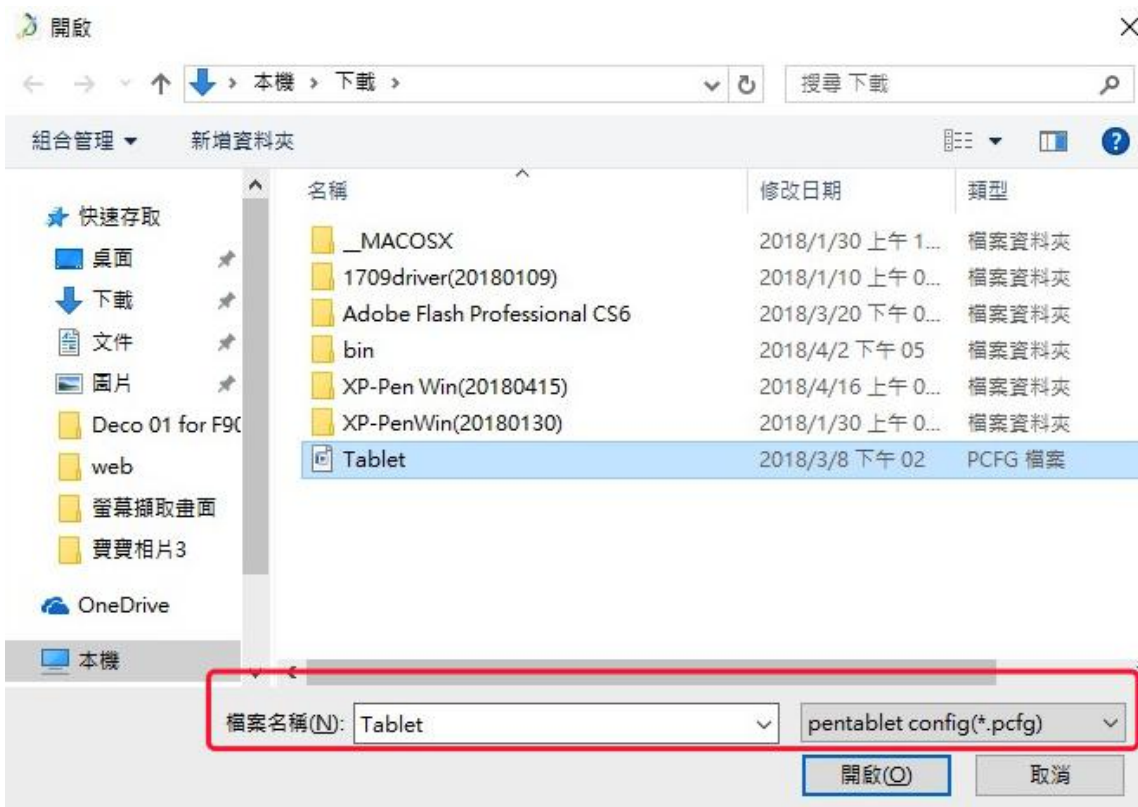 開啟
本機 › 下載 ›
搜尋 下載
組合管理
新增資料夾
快速存取
桌面
下載
文件
圖片
Deco 01 for F90
web
螢幕擷取畫面
寶寶相片3
OneDrive
本機
名稱 修改日期 類型
__MACOSX 2018/1/30 上午 1... 檔案資料夾
1709driver(20180109) 2018/1/10 上午 0... 檔案資料夾
Adobe Flash Professional CS6 2018/3/20 下午 0... 檔案資料夾
bin 2018/4/2 下午 05 檔案資料夾
XP-Pen Win(20180415) 2018/4/16 上午 0... 檔案資料夾
XP-PenWin(20180130) 2018/1/30 上午 0... 檔案資料夾
Tablet 2018/3/8 下午 02 PCFG 檔案
檔案名稱(N): Tablet pentablet config(*.pcfg)
開啟(O) 取消